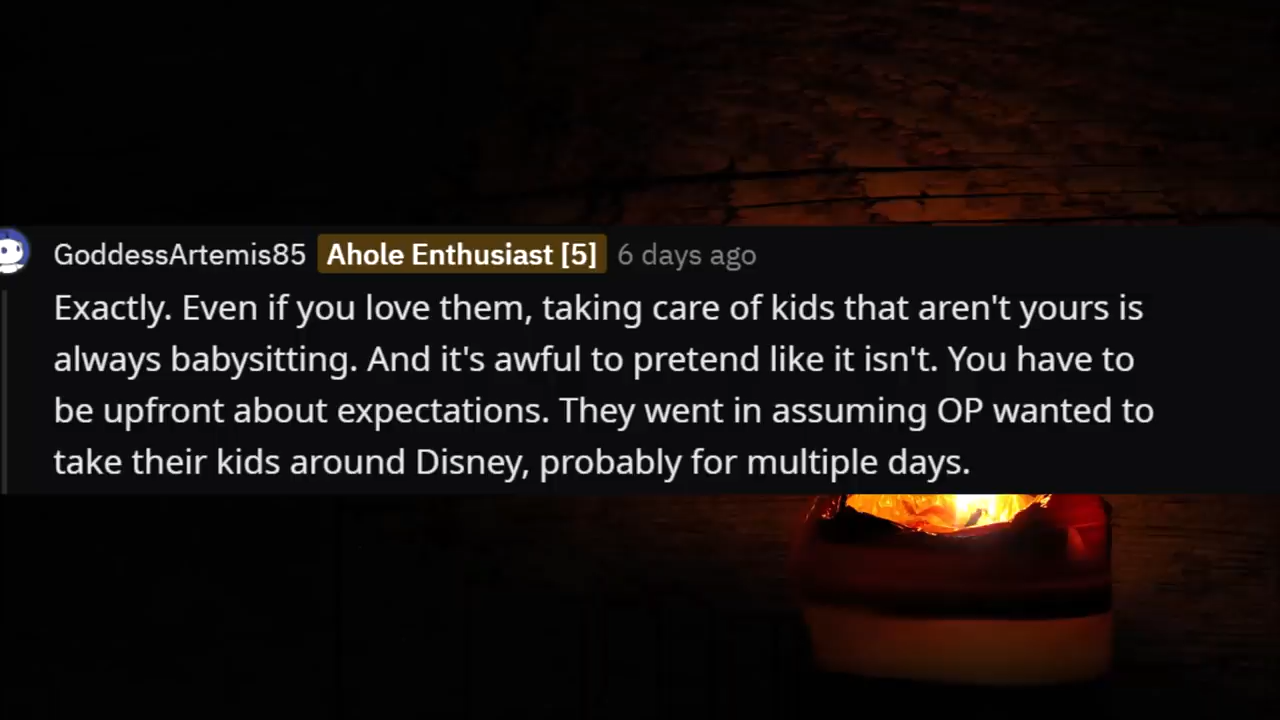 GoddessArtemis85 Ahole Enthusiast [5] 6 days ago
Exactly. Even if you love them, taking care of kids that aren't yours is
always babysitting. And it's awful to pretend like it isn't. You have to
be upfront about expectations. They went in assuming OP wanted to
take their kids around Disney, probably for multiple days.